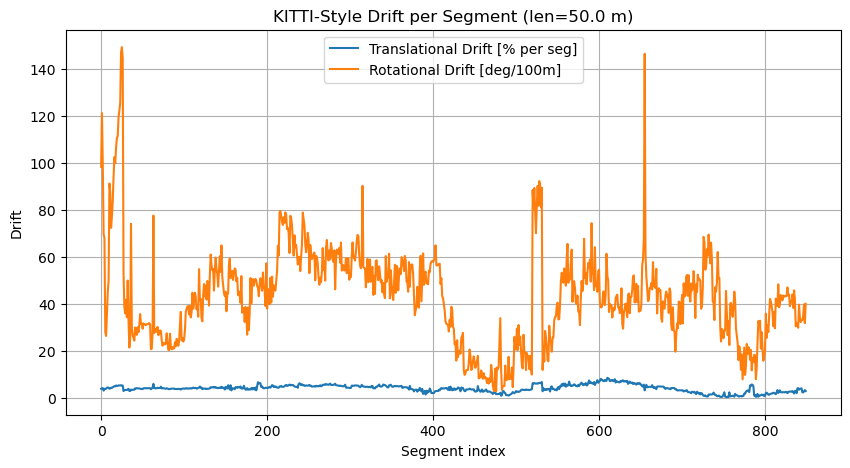 KITTI-Style Drift per Segment (len=50.0 m)
Translational Drift [% per seg]
Rotational Drift [deg/100m]
140
120
100
80
60
40
20
0
Drift
0 200 400 600 800
Segment index